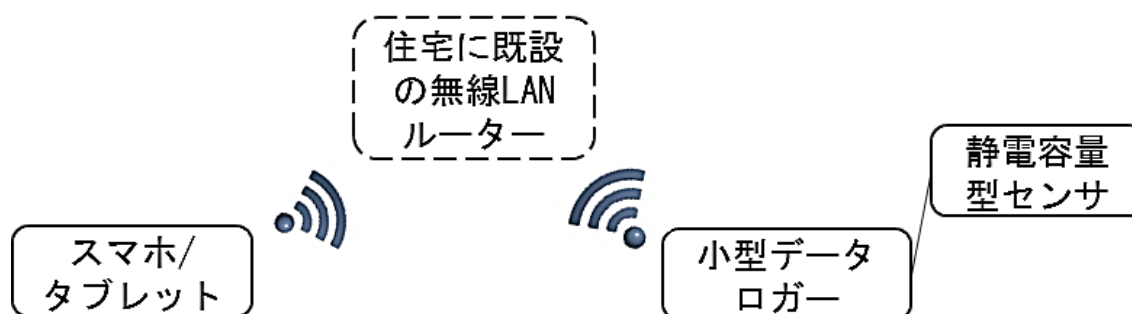 住宅に既設
の無線LAN
ルーター
静電容量
型センサ
スマホ/
タブレット
小型データ
ロガー